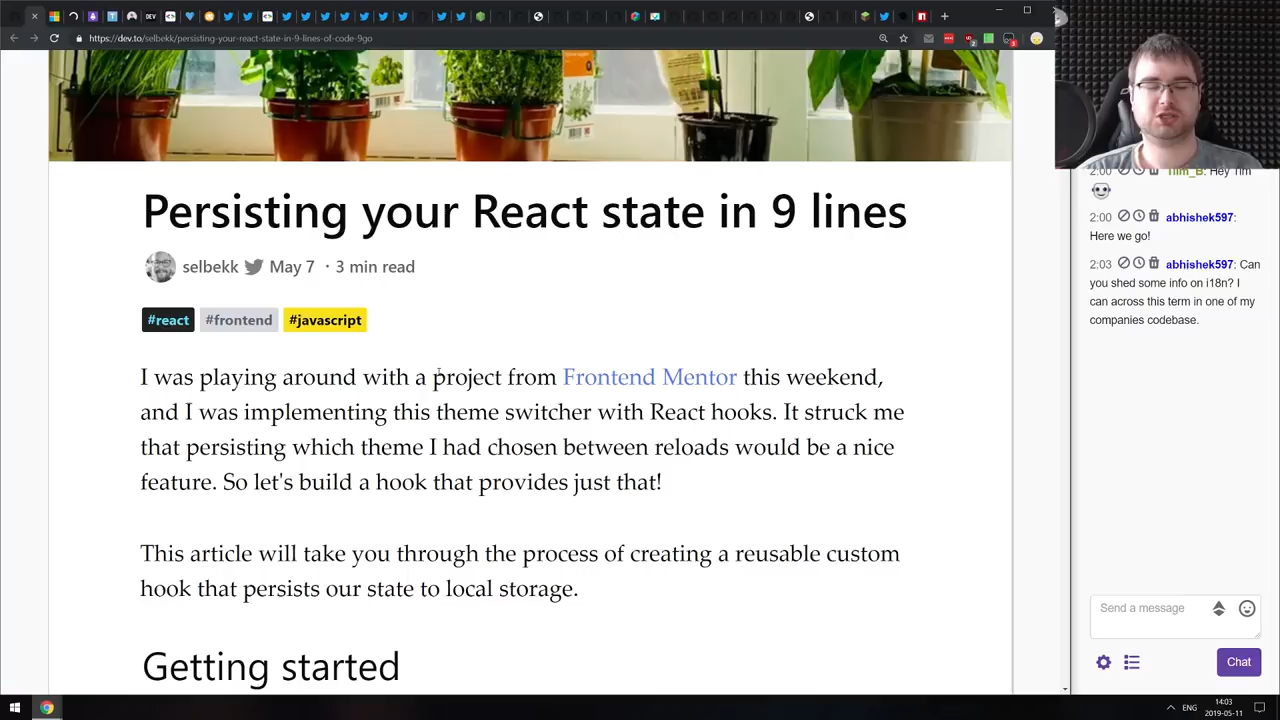 DEV
https://dev.to/selbekk/persisting-your-react-state-in-9-lines-of-code-9go
Persisting your React state in 9 lines
selbekk May 7 · 3 min read
#react #frontend #javascript
I was playing around with a project from Frontend Mentor this weekend,
and I was implementing this theme switcher with React hooks. It struck me
that persisting which theme I had chosen between reloads would be a nice
feature. So let's build a hook that provides just that!
This article will take you through the process of creating a reusable custom
hook that persists our state to local storage.
Getting started
2:00 Tiim_B: Hey Tim
2:00 abhishek597:
Here we go!
2:03 abhishek597: Can
you shed some info on i18n? I
can across this term in one of my
companies codebase.
Send a message
Chat
ENG
14:03
2019-05-11